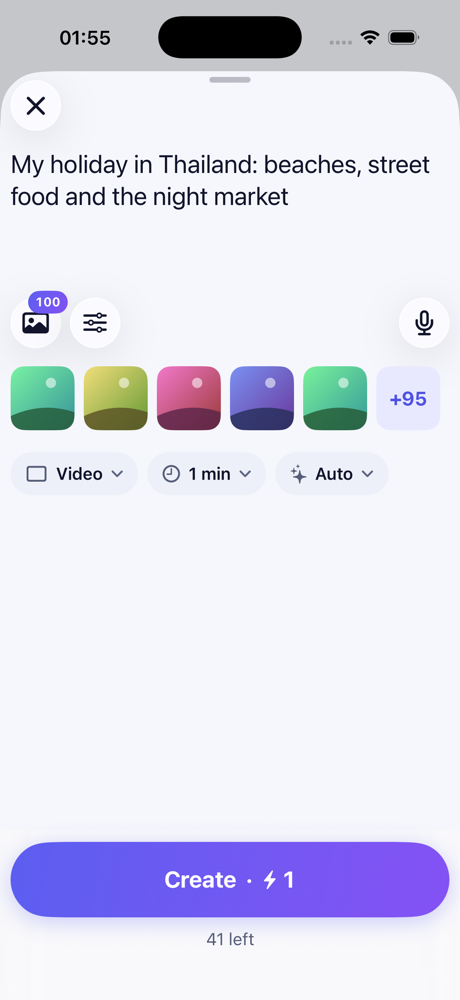 01:55
My holiday in Thailand: beaches, street
food and the night market
100
+95
Video
1 min
Auto
Create · 1
41 left